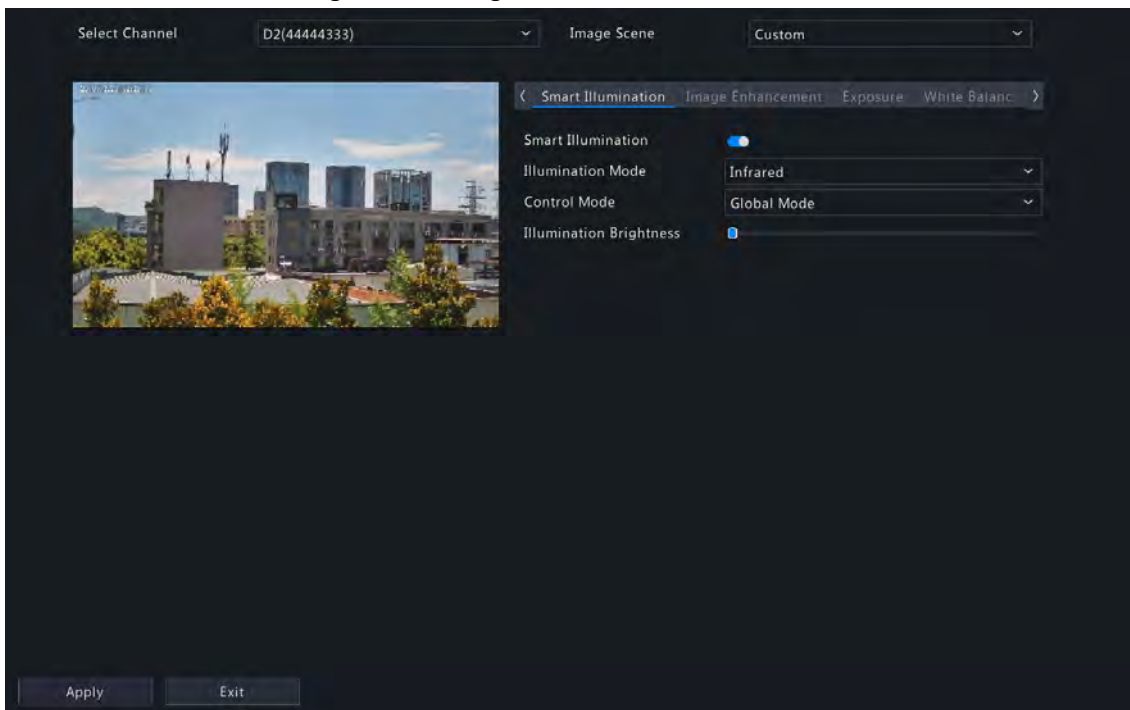 Select Channel D2(44444333) Image Scene Custom
Smart Illumination Image Enhancement Exposure White Balanc
Smart Illumination
Illumination Mode Infrared
Control Mode Global Mode
Illumination Brightness
Apply Exit